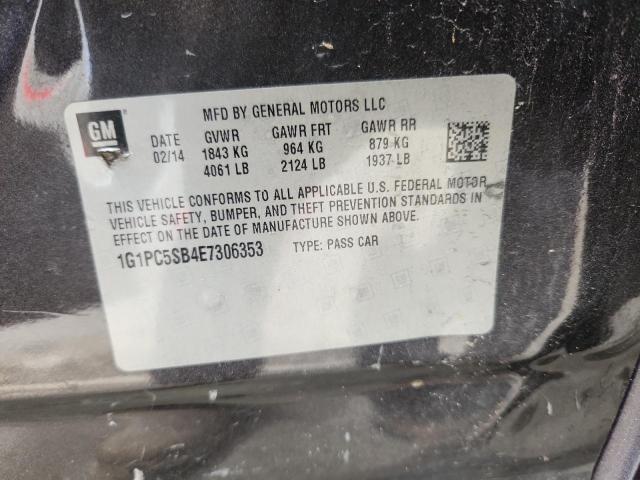 GM
MFD BY GENERAL MOTORS LLC
DATE GVWR GAWR FRT GAWR RR
02/14 1843 KG 964 KG 879 KG
4061 LB 2124 LB 1937 LB
THIS VEHICLE CONFORMS TO ALL APPLICABLE U.S. FEDERAL MOTOR
VEHICLE SAFETY, BUMPER, AND THEFT PREVENTION STANDARDS IN
EFFECT ON THE DATE OF MANUFACTURE SHOWN ABOVE.
1G1PC5SB4E7306353 TYPE: PASS CAR